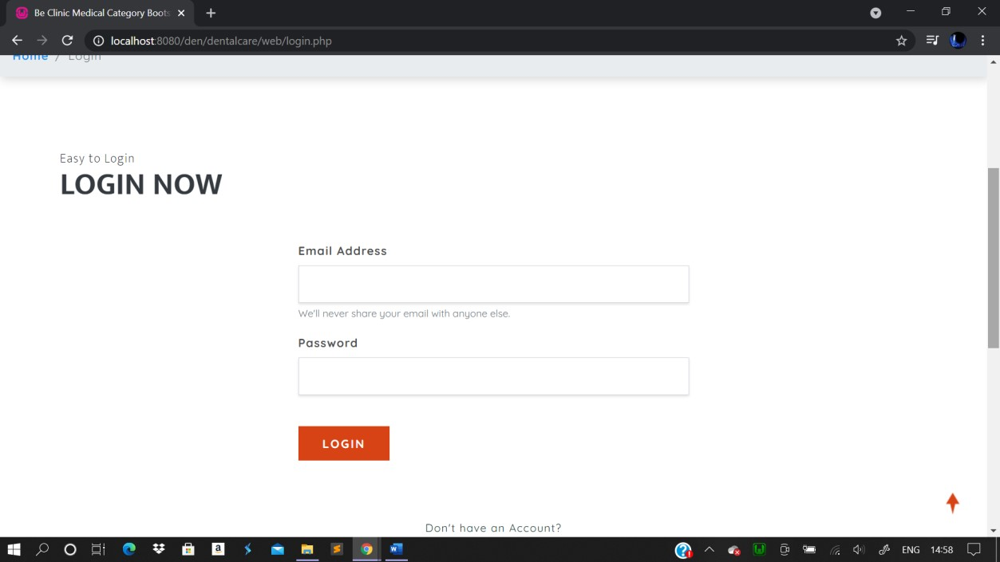 Be Clinic Medical Category Boots
localhost:8080/den/dentalcare/web/login.php
Home / Login
Easy to Login
LOGIN NOW
Email Address
We'll never share your email with anyone else.
Password
LOGIN
Don't have an Account?
ENG 14:58